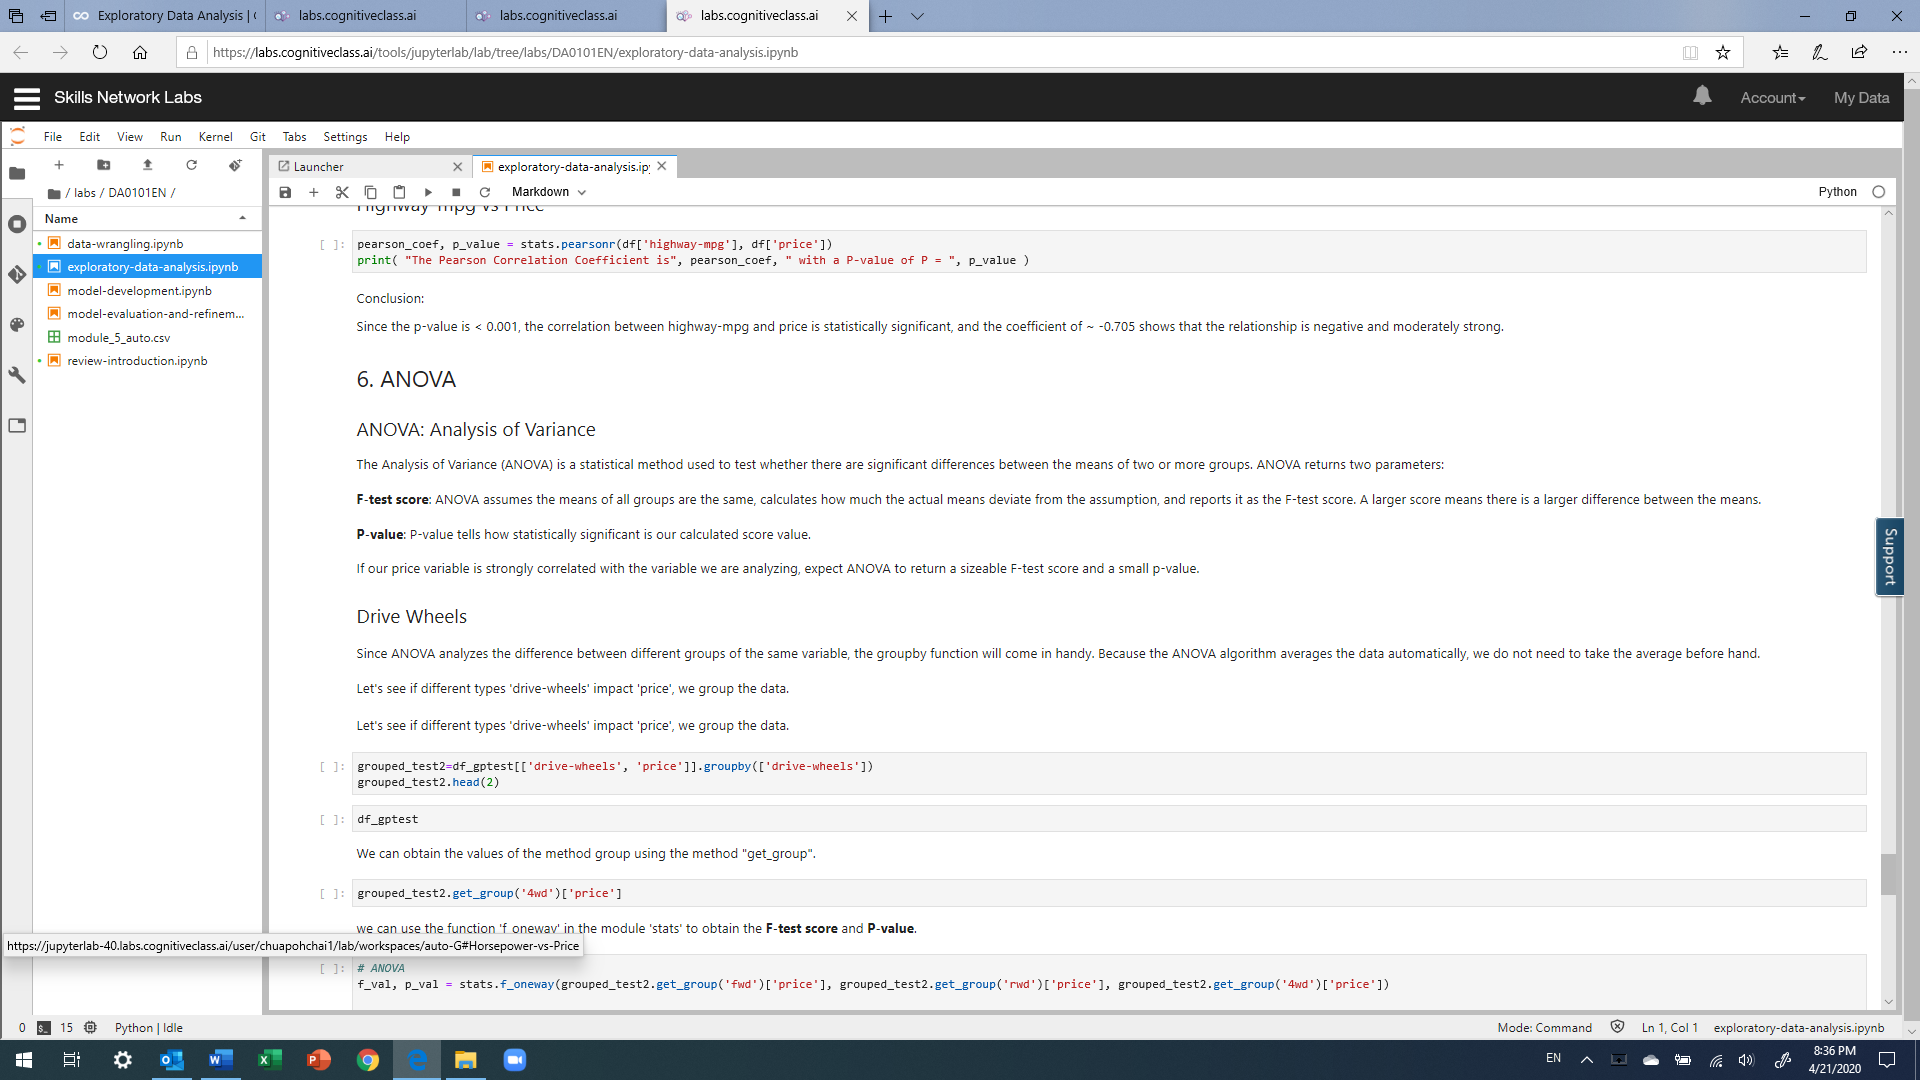 Exploratory Data Analysis | (
labs.cognitiveclass.ai
labs.cognitiveclass.ai
labs.cognitiveclass.ai
https://labs.cognitiveclass.ai/tools/jupyterlab/lab/tree/labs/DA0101EN/exploratory-data-analysis.ipynb
Skills Network Labs
Account
My Data
File Edit View Run Kernel Git Tabs Settings Help
/ labs / DA0101EN /
Name
data-wrangling.ipynb
exploratory-data-analysis.ipynb
model-development.ipynb
model-evaluation-and-refinem...
module_5_auto.csv
review-introduction.ipynb
Launcher
exploratory-data-analysis.ip
Markdown
Python
Highway-mpg vs Price
[ ]: pearson_coef, p_value = stats.pearsonr(df['highway-mpg'], df['price'])
print( "The Pearson Correlation Coefficient is", pearson_coef, " with a P-value of P = ", p_value )
Conclusion:
Since the p-value is < 0.001, the correlation between highway-mpg and price is statistically significant, and the coefficient of ~ -0.705 shows that the relationship is negative and moderately strong.
6. ANOVA
ANOVA: Analysis of Variance
The Analysis of Variance (ANOVA) is a statistical method used to test whether there are significant differences between the means of two or more groups. ANOVA returns two parameters:
F-test score: ANOVA assumes the means of all groups are the same, calculates how much the actual means deviate from the assumption, and reports it as the F-test score. A larger score means there is a larger difference between the means.
P-value: P-value tells how statistically significant is our calculated score value.
If our price variable is strongly correlated with the variable we are analyzing, expect ANOVA to return a sizeable F-test score and a small p-value.
Drive Wheels
Since ANOVA analyzes the difference between different groups of the same variable, the groupby function will come in handy. Because the ANOVA algorithm averages the data automatically, we do not need to take the average before hand.
Let's see if different types 'drive-wheels' impact 'price', we group the data.
Let's see if different types 'drive-wheels' impact 'price', we group the data.
[ ]: grouped_test2=df_gptest[['drive-wheels', 'price']].groupby(['drive-wheels'])
grouped_test2.head(2)
[ ]: df_gptest
We can obtain the values of the method group using the method "get_group".
[ ]: grouped_test2.get_group('4wd')['price']
we can use the function 'f_oneway' in the module 'stats' to obtain the F-test score and P-value.
https://jupyterlab-40.labs.cognitiveclass.ai/user/chuapohchai1/lab/workspaces/auto-G#Horsepower-vs-Price
[ ]: # ANOVA
f_val, p_val = stats.f_oneway(grouped_test2.get_group('fwd')['price'], grouped_test2.get_group('rwd')['price'], grouped_test2.get_group('4wd')['price'])
Support
0 15 Python | Idle
Mode: Command Ln 1, Col 1 exploratory-data-analysis.ipynb
EN
8:36 PM
4/21/2020